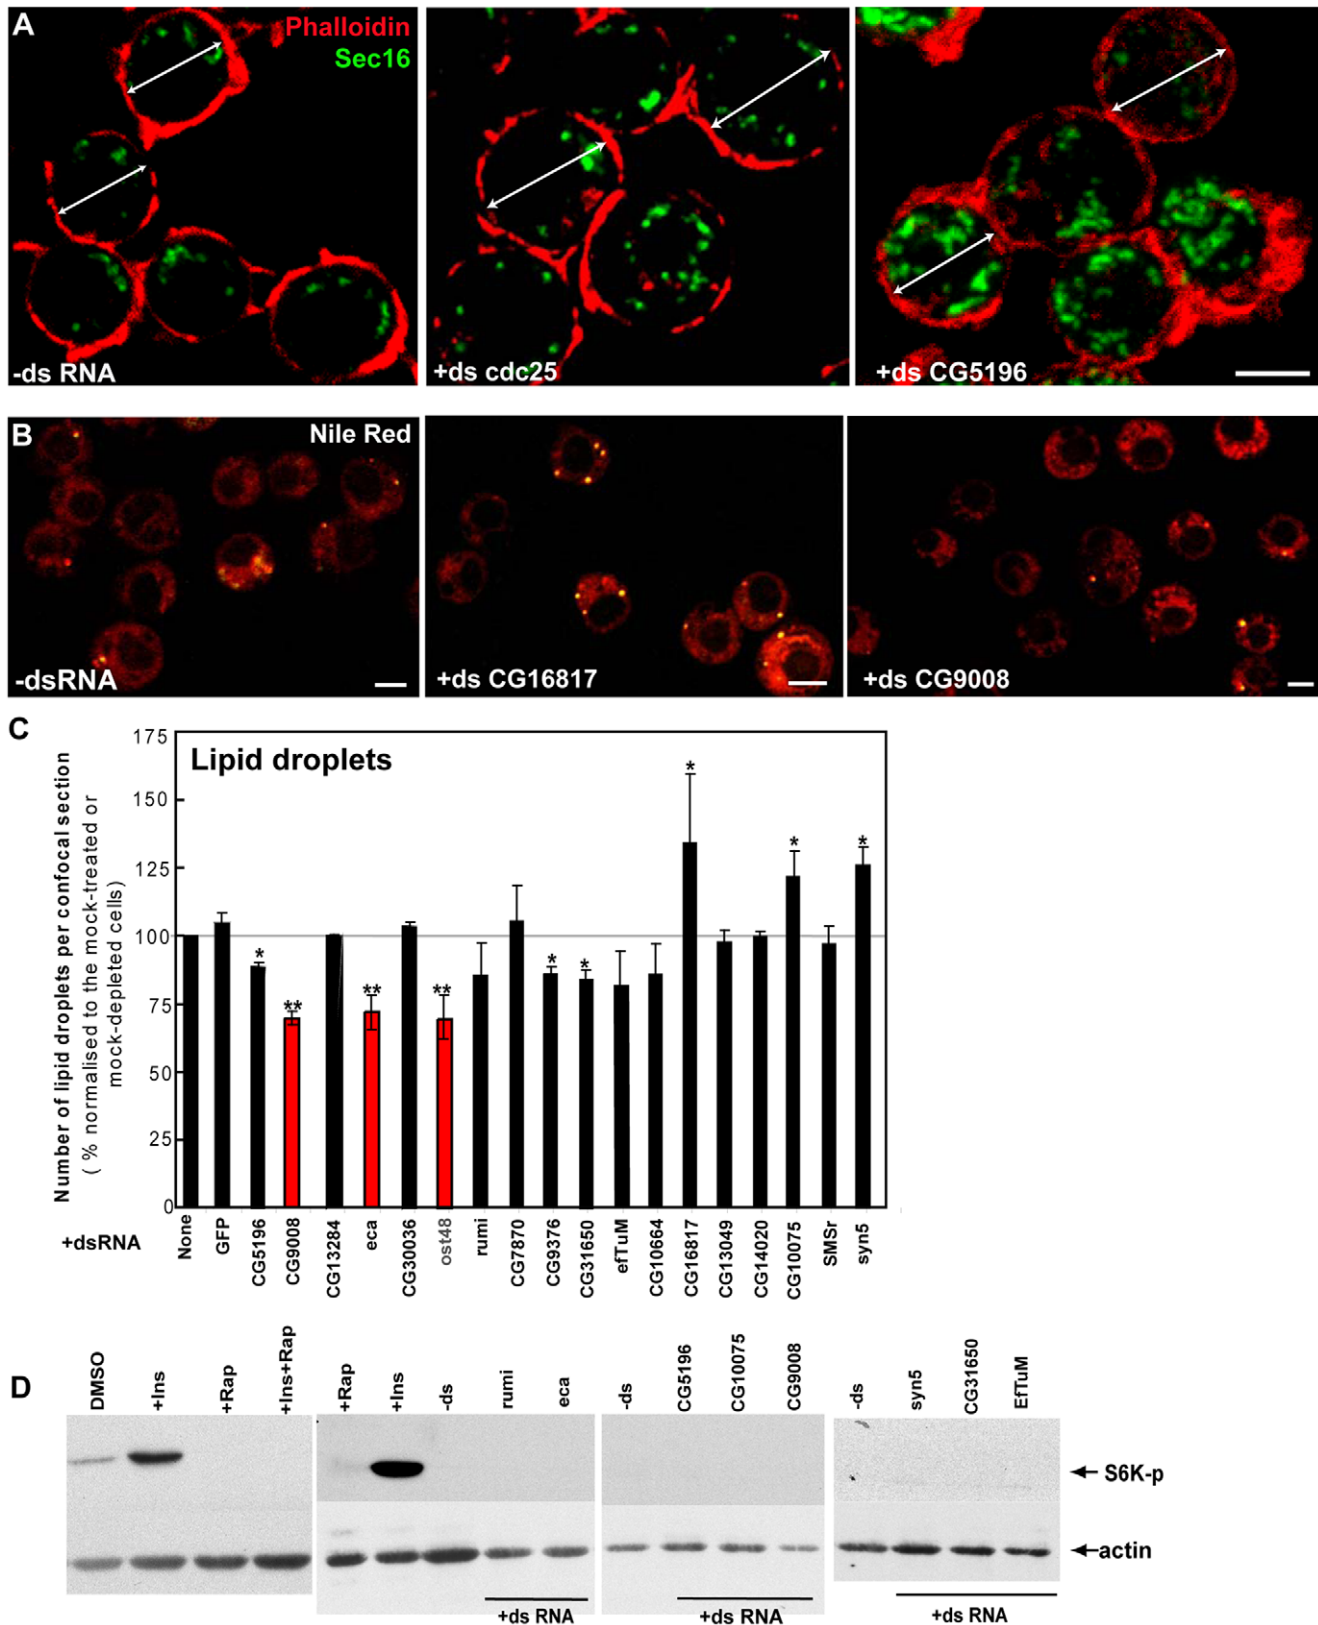 A
Phalloidin
Sec16
-ds RNA
+ds cdc25
+ds CG5196
B
Nile Red
-dsRNA
+ds CG16817
+ds CG9008
C
Lipid droplets
Number of lipid droplets per confocal section
( % normalised to the mock-treated or
mock-depleted cells)
175
150
125
100
75
50
25
0
* ** ** ** * * * * *
+dsRNA
None
GFP
CG5196
CG9008
CG13284
eca
CG30036
ost48
rumi
CG7870
CG9376
CG31650
efTuM
CG10664
CG16817
CG13049
CG14020
CG10075
SMSr
syn5
D
DMSO
+Ins
+Rap
+Ins+Rap
+Rap
+Ins
-ds
rumi
eca
-ds
CG5196
CG10075
CG9008
-ds
syn5
CG31650
EfTuM
S6K-p
actin
+ds RNA
+ds RNA
+ds RNA